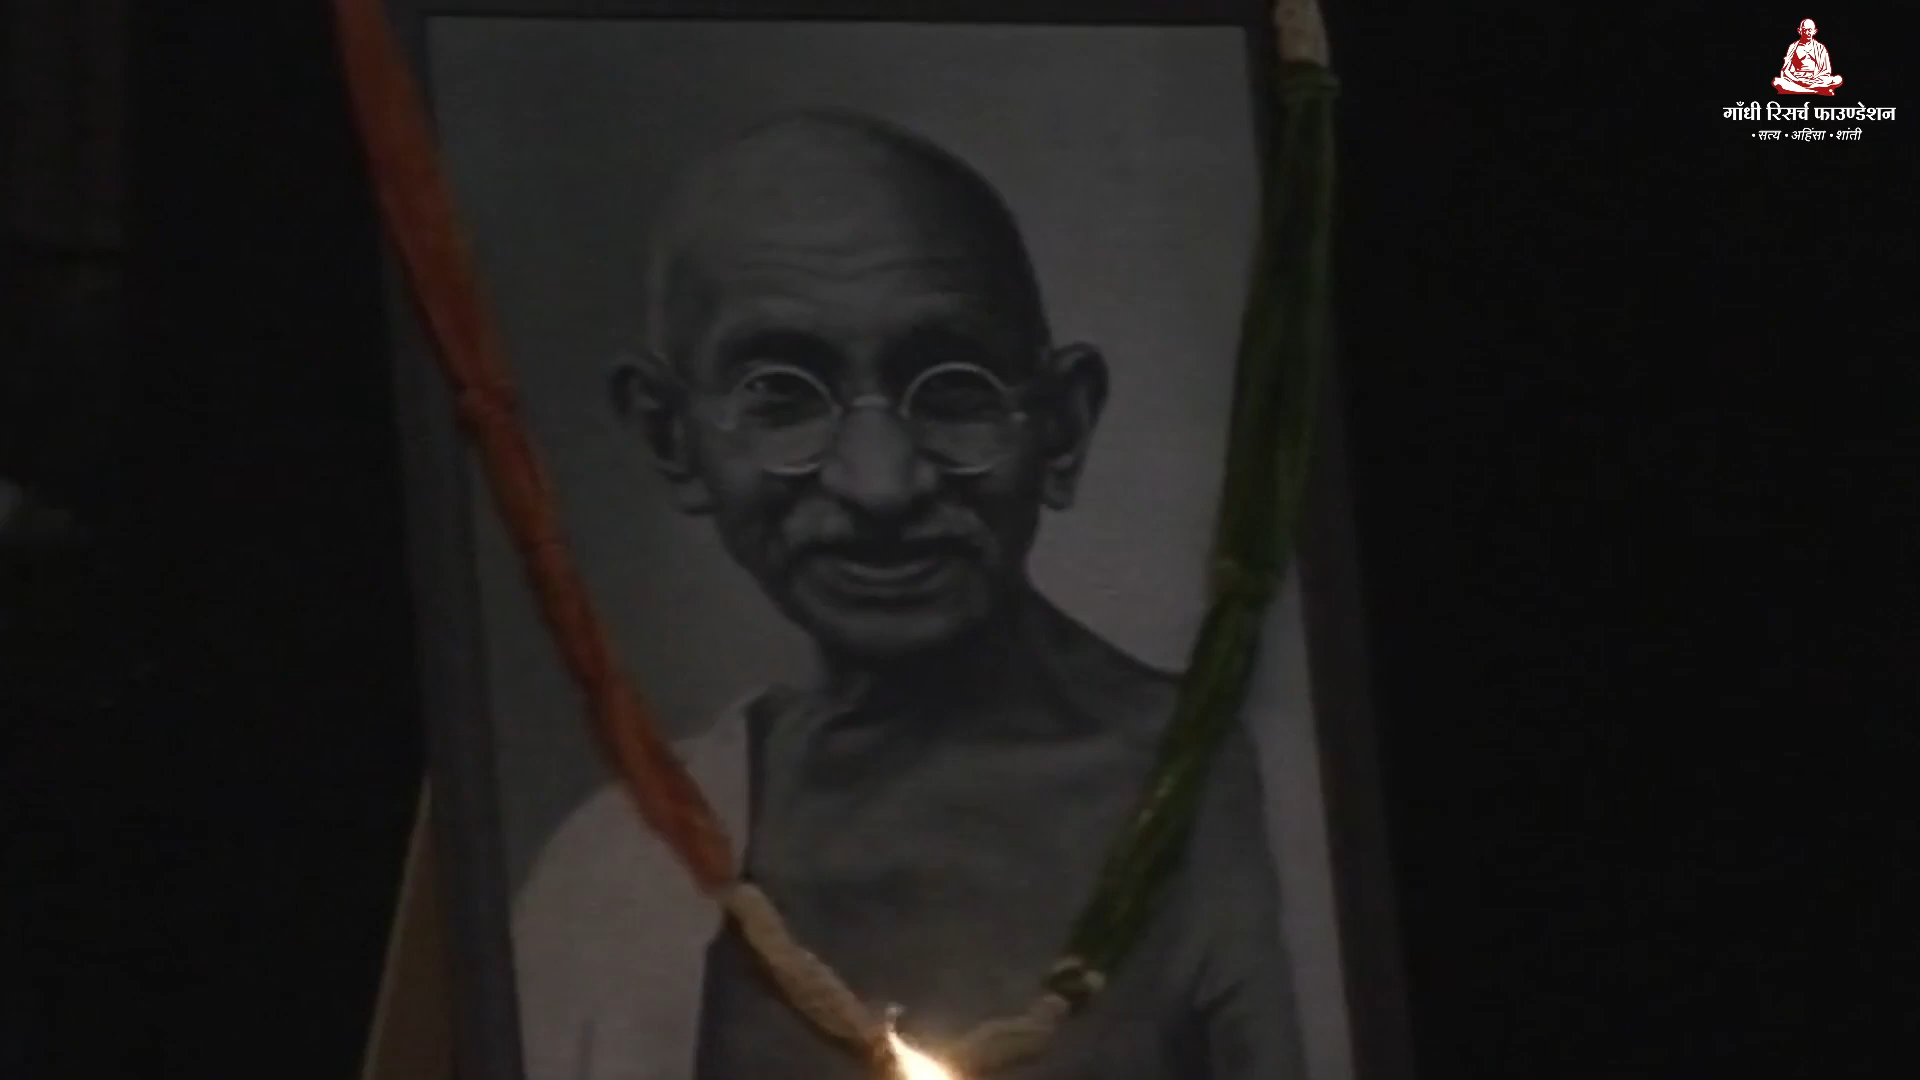 गाँधी रिसर्च फाउण्डेशन
• सत्य • अहिंसा • शांती